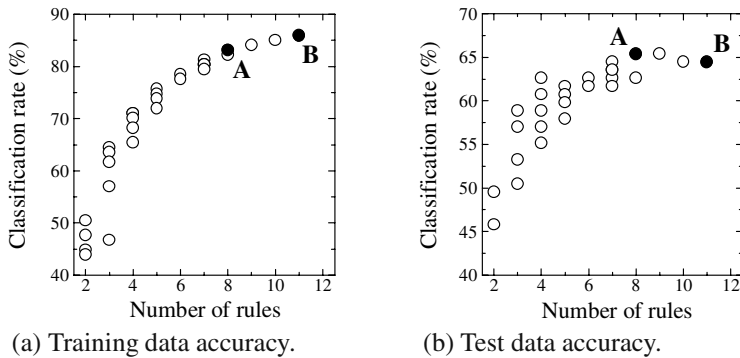 90
80
70
60
50
40
Classification rate (%)
A
B
2 4 6 8 10 12
Number of rules
(a) Training data accuracy.
70
65
60
55
50
45
40
Classification rate (%)
A
B
2 4 6 8 10 12
Number of rules
(b) Test data accuracy.